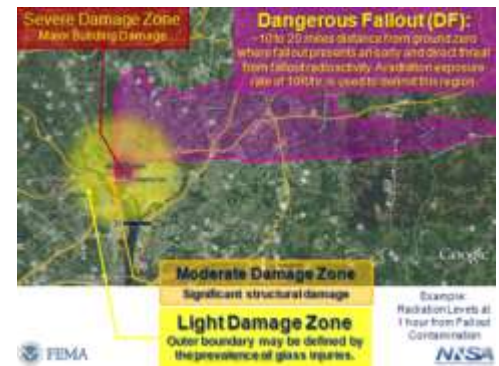 Severe Damage Zone
Major Building Damage
Dangerous Fallout (DF):
~10 to 20 miles distance from ground zero
where fallout presents an early and direct threat
from fallout radioactivity. A radiation exposure
rate of 10R/hr is used to delimit this region
Google
Moderate Damage Zone
Significant structural damage
Light Damage Zone
Outer boundary may be defined by
the prevalence of glass injuries.
Example:
Radiation Levels at
1 hour from Fallout
Contamination
FEMA
NNSA